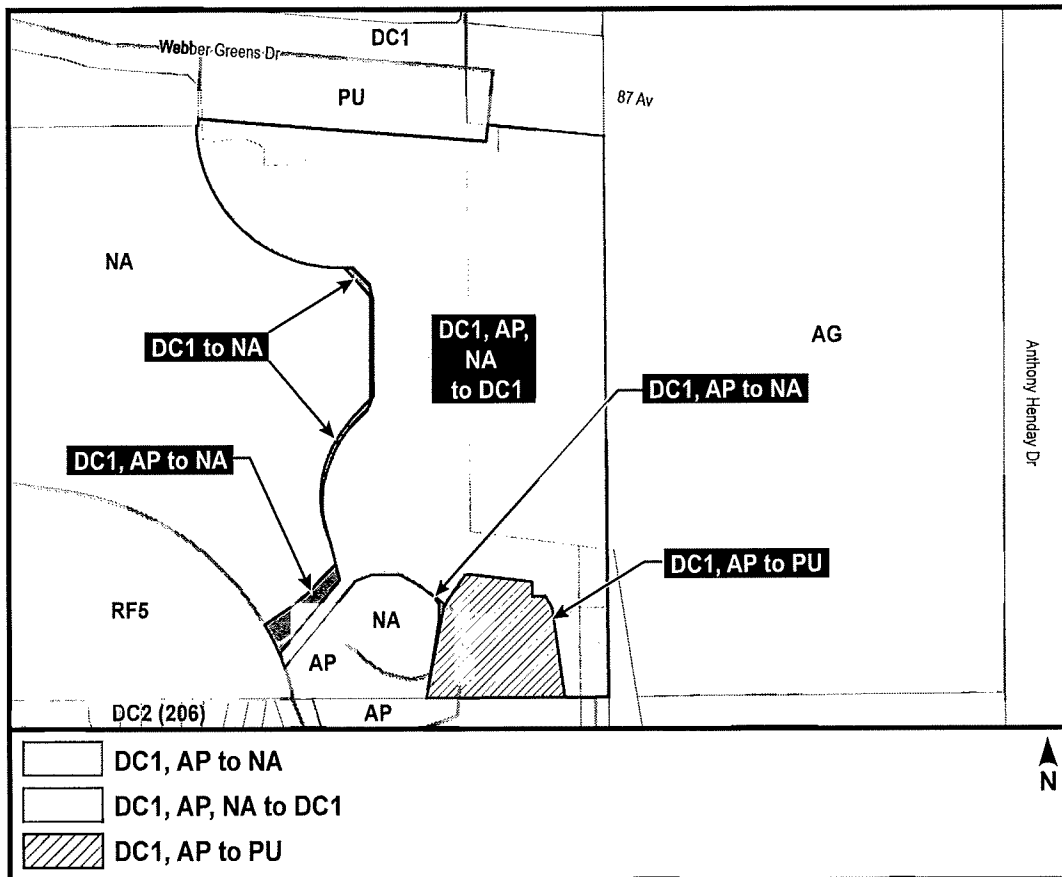 DC1
Webber Greens Dr
PU
87 Av
NA
DC1 to NA
DC1, AP,
NA
to DC1
AG
Anthony Henday Dr
DC1, AP to NA
DC1, AP to NA
DC1, AP to PU
RF5
NA
AP
DC2 (206)
AP
DC1, AP to NA
N
DC1, AP, NA to DC1
DC1, AP to PU